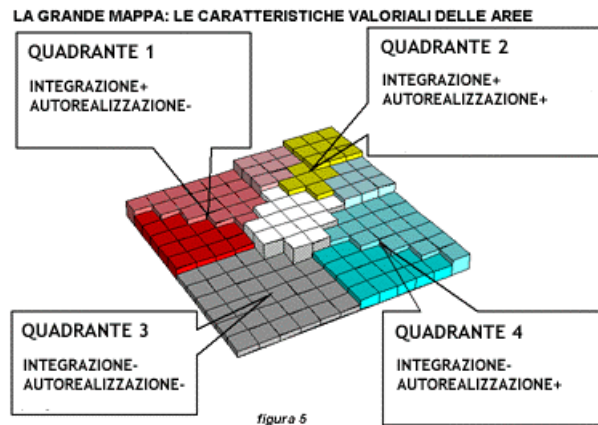 LA GRANDE MAPPA: LE CARATTERISTICHE VALORIALI DELLE AREE
QUADRANTE 1
INTEGRAZIONE+
AUTOREALIZZAZIONE-
QUADRANTE 2
INTEGRAZIONE+
AUTOREALIZZAZIONE+
QUADRANTE 3
INTEGRAZIONE-
AUTOREALIZZAZIONE-
QUADRANTE 4
INTEGRAZIONE-
AUTOREALIZZAZIONE+
figura 5